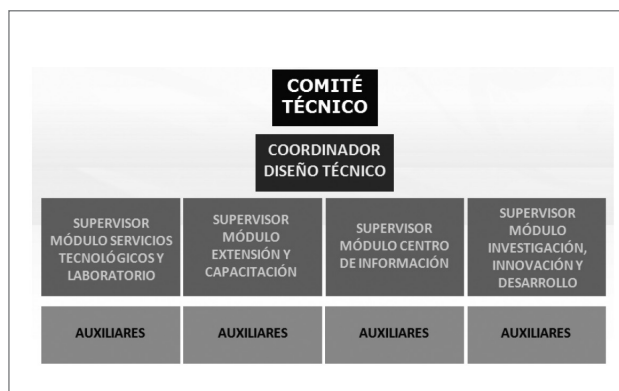 COMITÉ
TÉCNICO
COORDINADOR
DISEÑO TÉCNICO
SUPERVISOR
MÓDULO SERVICIOS
TECNOLÓGICOS Y
LABORATORIO
SUPERVISOR
MÓDULO
EXTENSIÓN Y
CAPACITACIÓN
SUPERVISOR
MÓDULO CENTRO
DE INFORMACIÓN
SUPERVISOR
MÓDULO
INVESTIGACIÓN,
INNOVACIÓN Y
DESARROLLO
AUXILIARES
AUXILIARES
AUXILIARES
AUXILIARES